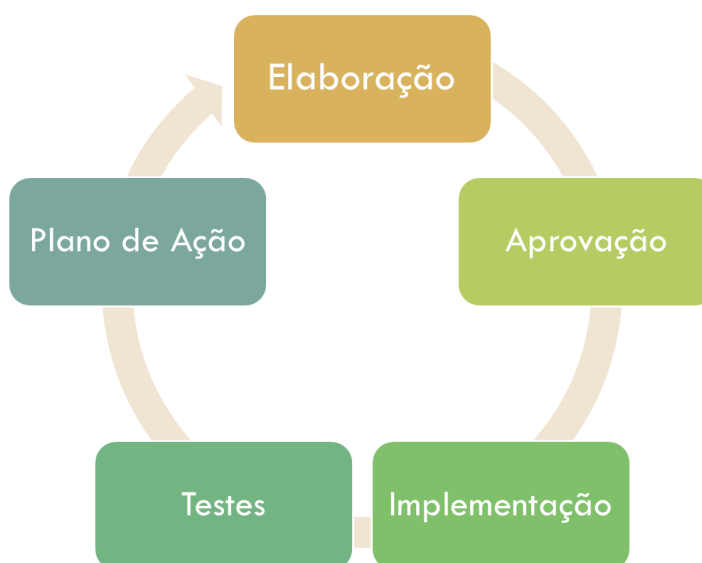 Elaboração
Aprovação
Implementação
Testes
Plano de Ação